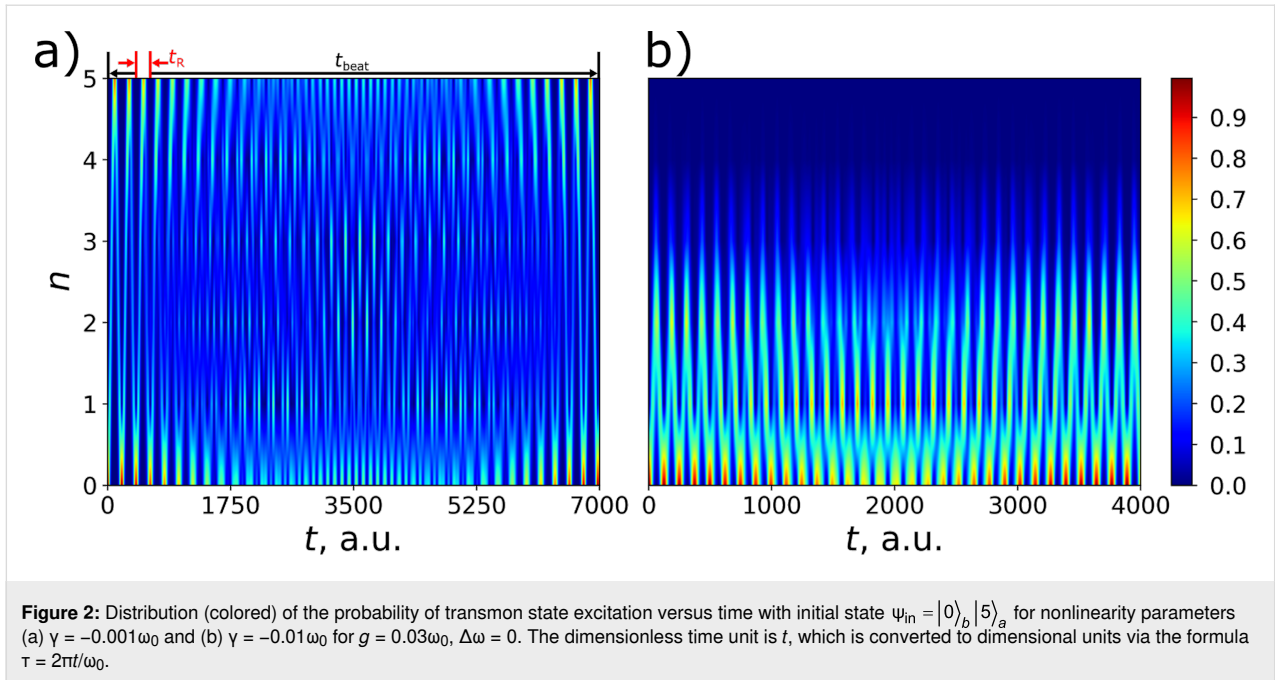 a)
b)
t_R
t_beat
5
4
3
2
1
0
n
0 1750 3500 5250 7000
t, a.u.
0 1000 2000 3000 4000
t, a.u.
0.9
0.8
0.7
0.6
0.5
0.4
0.3
0.2
0.1
0.0
Figure 2: Distribution (colored) of the probability of transmon state excitation versus time with initial state ψin = |0⟩b |5⟩a for nonlinearity parameters
(a) γ = −0.001ω0 and (b) γ = −0.01ω0 for g = 0.03ω0, Δω = 0. The dimensionless time unit is t, which is converted to dimensional units via the formula
τ = 2πt/ω0.